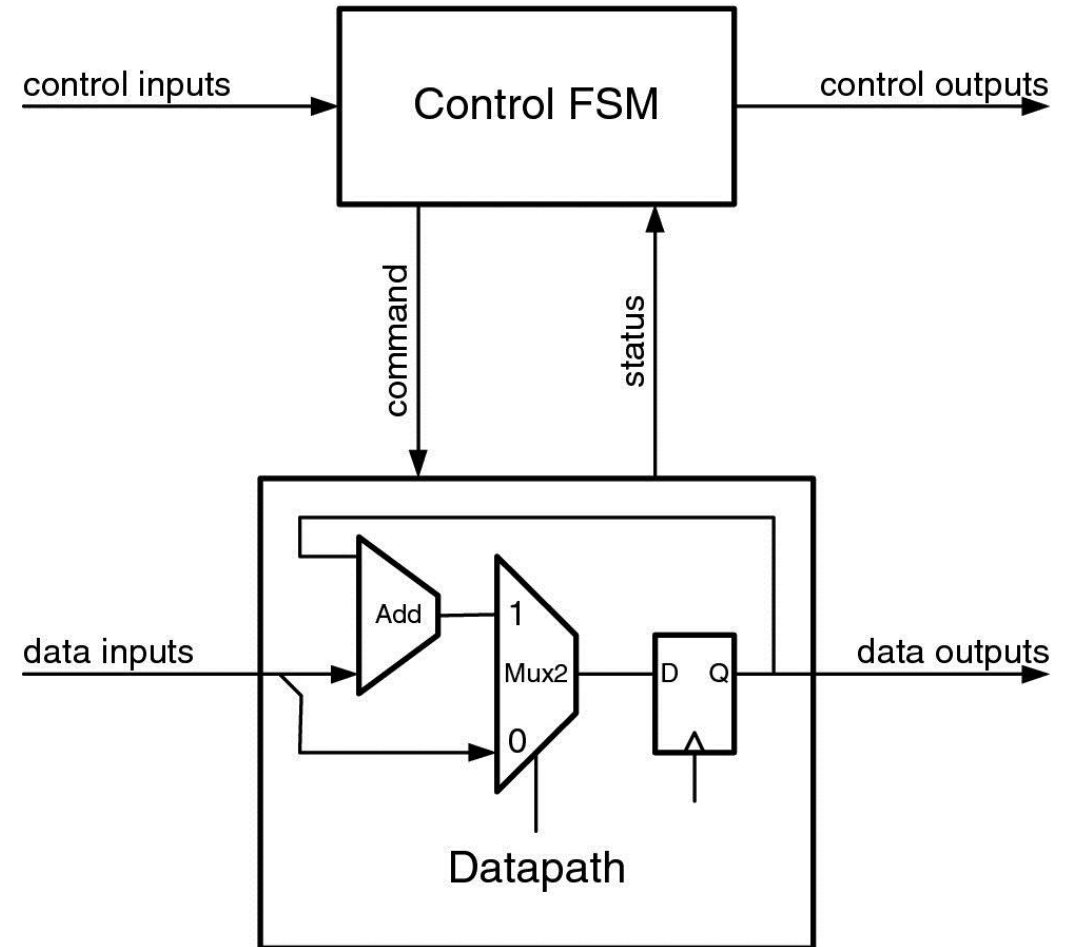 control inputs
Control FSM
control outputs
command
status
Add
1
Mux2
0
D Q
data inputs
data outputs
Datapath